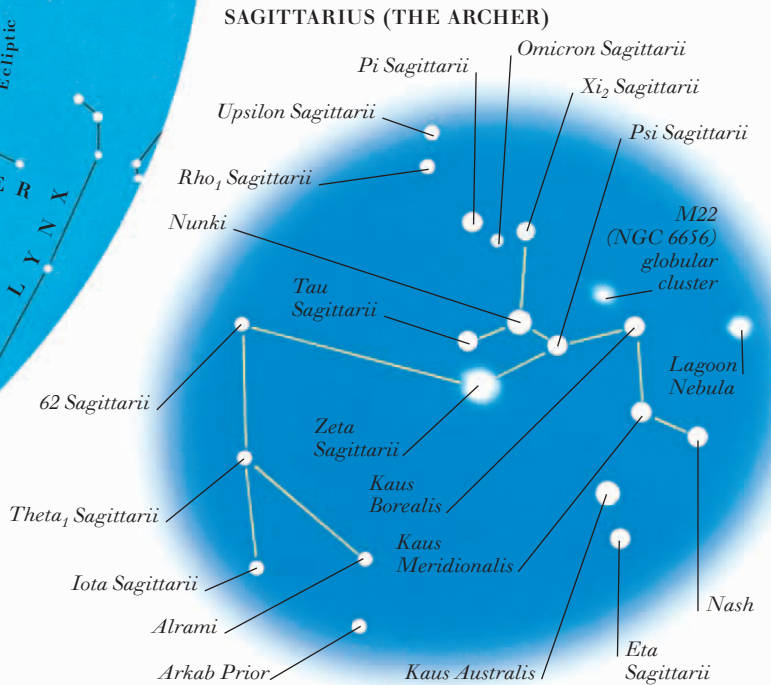 SAGITTARIUS (THE ARCHER)
Ecliptic
ER
LYNX
Omicron Sagittarii
Pi Sagittarii
Xi₂ Sagittarii
Upsilon Sagittarii
Psi Sagittarii
Rho₁ Sagittarii
Nunki
M22
(NGC 6656)
globular
cluster
Tau
Sagittarii
Lagoon
Nebula
62 Sagittarii
Zeta
Sagittarii
Kaus
Borealis
Theta₁ Sagittarii
Kaus
Meridionalis
Iota Sagittarii
Nash
Alrami
Eta
Sagittarii
Arkab Prior
Kaus Australis